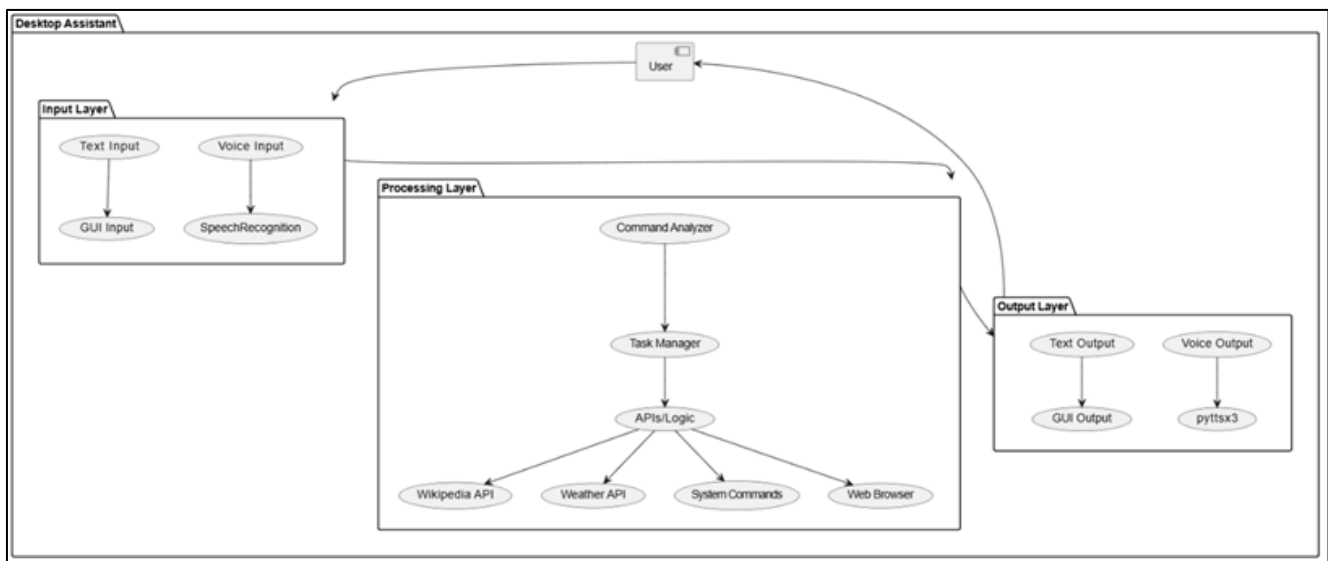 Desktop Assistant
User
Input Layer
Text Input
Voice Input
GUI Input
SpeechRecognition
Processing Layer
Command Analyzer
Task Manager
APIs/Logic
Wikipedia API
Weather API
System Commands
Web Browser
Output Layer
Text Output
Voice Output
GUI Output
pyttsx3